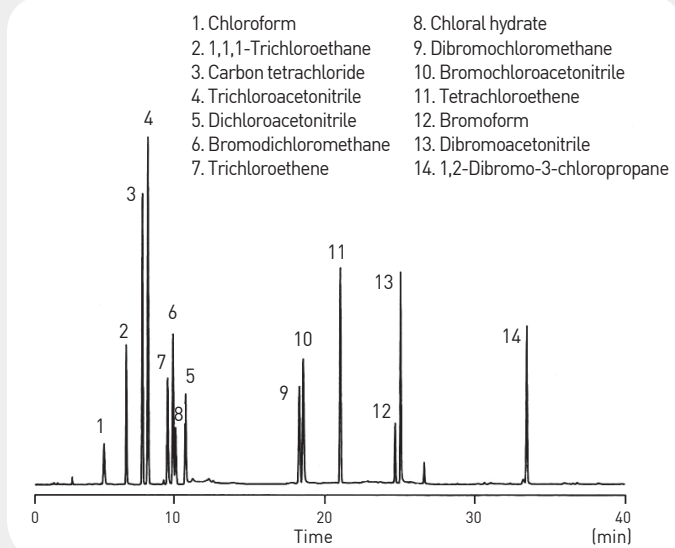 1. Chloroform
2. 1,1,1-Trichloroethane
3. Carbon tetrachloride
4. Trichloroacetonitrile
5. Dichloroacetonitrile
6. Bromodichloromethane
7. Trichloroethene
8. Chloral hydrate
9. Dibromochloromethane
10. Bromochloroacetonitrile
11. Tetrachloroethene
12. Bromoform
13. Dibromoacetonitrile
14. 1,2-Dibromo-3-chloropropane
4
3
11
13
6
2
10
14
7
5
9
8
12
1
0 10 20 30 40
Time (min)